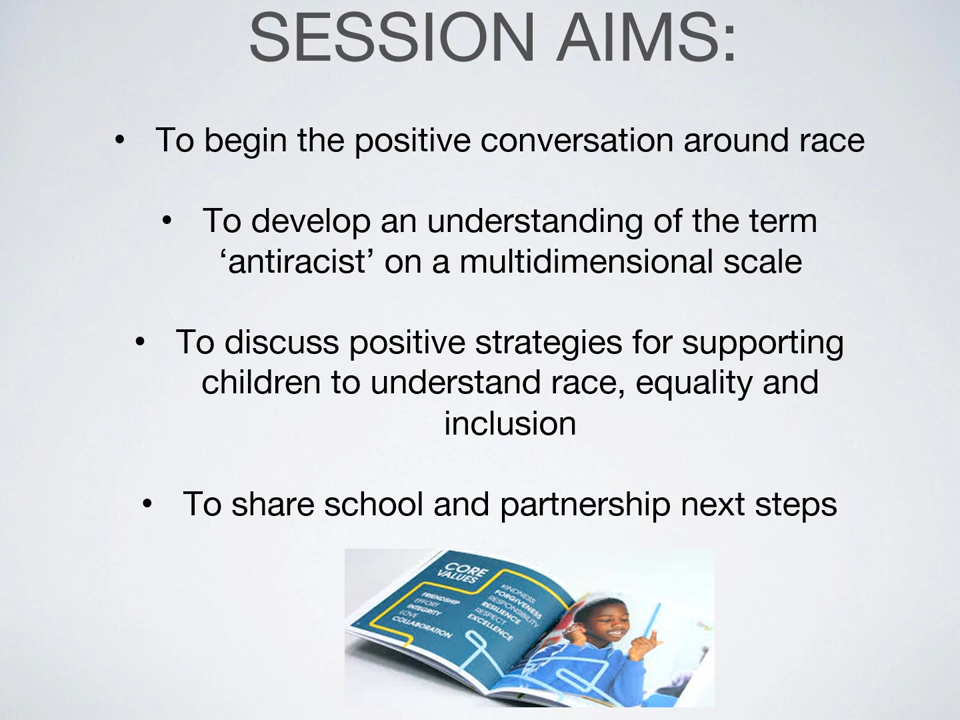 SESSION AIMS:
• To begin the positive conversation around race
• To develop an understanding of the term
‘antiracist’ on a multidimensional scale
• To discuss positive strategies for supporting
children to understand race, equality and
inclusion
• To share school and partnership next steps
CORE
VALUES
FRIENDSHIP
EFFORT
INTEGRITY
LOVE
COLLABORATION
KINDNESS
FORGIVENESS
RESPONSIBILITY
RESILIENCE
RESPECT
EXCELLENCE